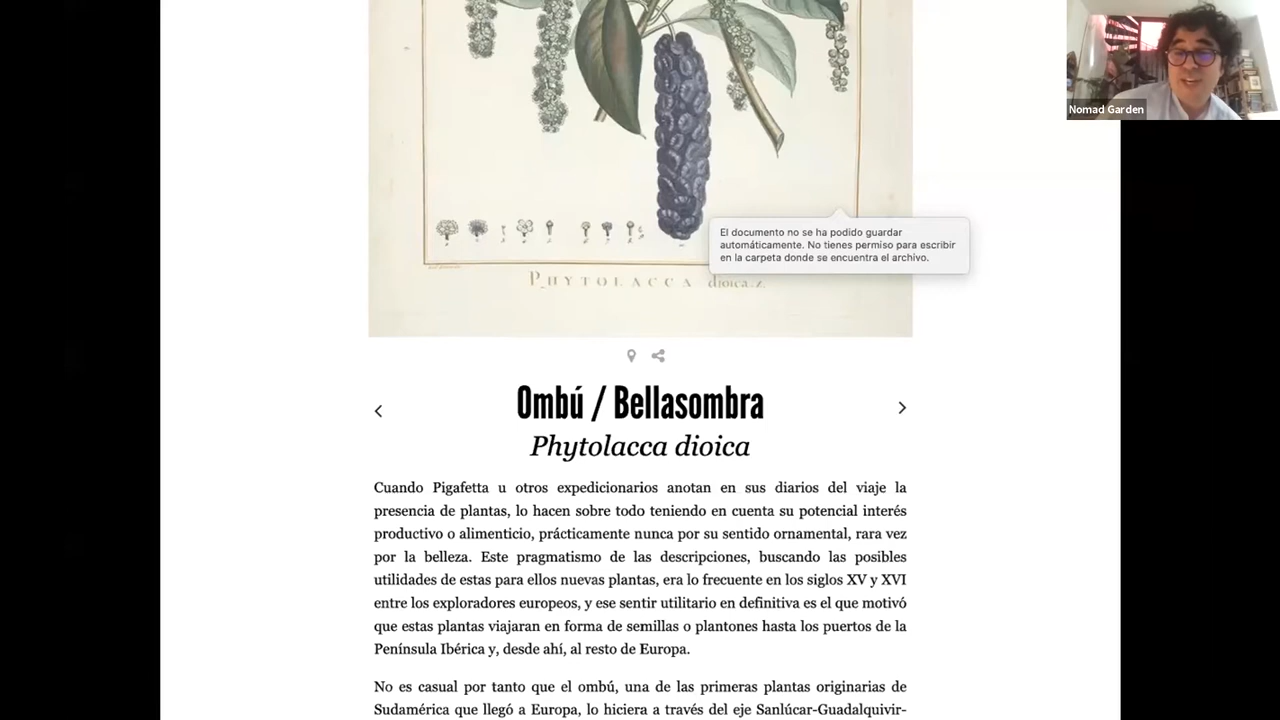 Nomad Garden
El documento no se ha podido guardar
automáticamente. No tienes permiso para escribir
en la carpeta donde se encuentra el archivo.
PHYTOLACCA dioica.
Ombú / Bellasombra
Phytolacca dioica
Cuando Pigafetta u otros expedicionarios anotan en sus diarios del viaje la
presencia de plantas, lo hacen sobre todo teniendo en cuenta su potencial interés
productivo o alimenticio, prácticamente nunca por su sentido ornamental, rara vez
por la belleza. Este pragmatismo de las descripciones, buscando las posibles
utilidades de estas para ellos nuevas plantas, era lo frecuente en los siglos XV y XVI
entre los exploradores europeos, y ese sentir utilitario en definitiva es el que motivó
que estas plantas viajaran en forma de semillas o plantones hasta los puertos de la
Península Ibérica y, desde ahí, al resto de Europa.
No es casual por tanto que el ombú, una de las primeras plantas originarias de
Sudamérica que llegó a Europa, lo hiciera a través del eje Sanlúcar-Guadalquivir-